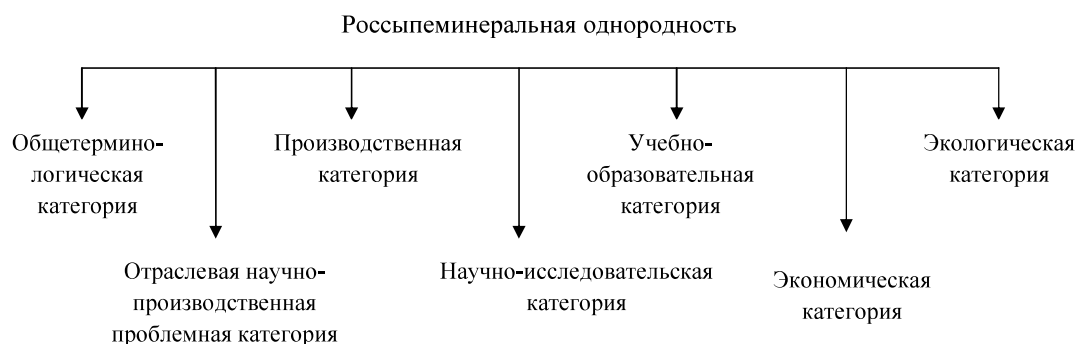 Россыпеминеральная однородность
Общетермино-
логическая
категория
Производственная
категория
Учебно-
образовательная
категория
Экологическая
категория
Отраслевая научно-
производственная
проблемная категория
Научно-исследовательская
категория
Экономическая
категория